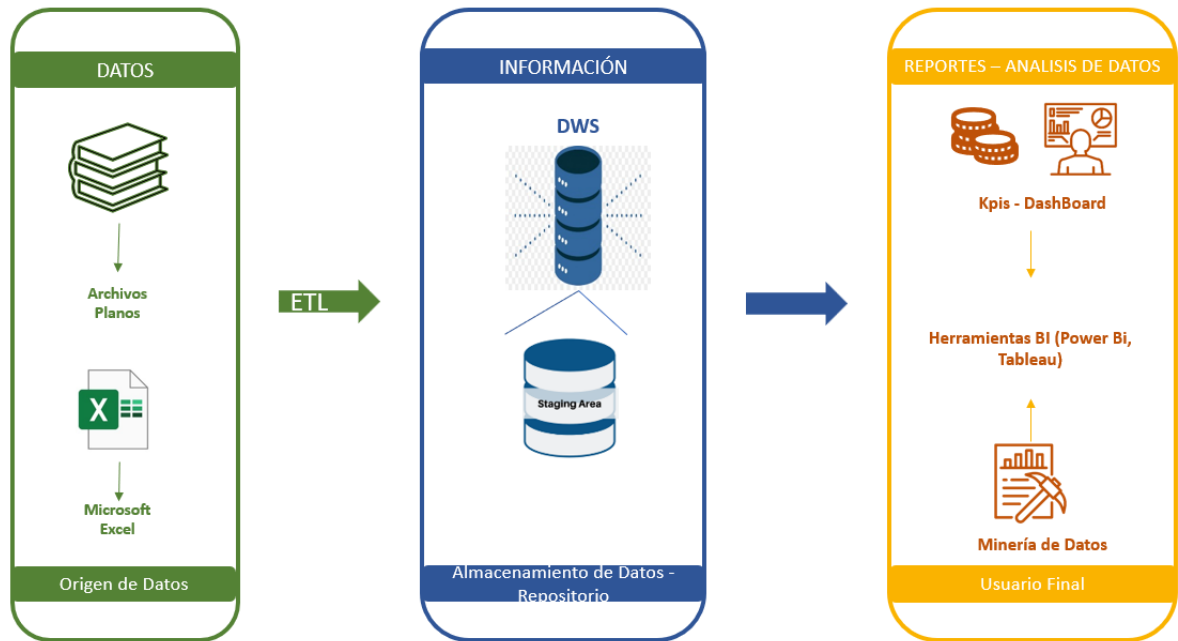 DATOS
Archivos
Planos
X
Microsoft
Excel
Origen de Datos
ETL
INFORMACIÓN
DWS
Staging Area
Almacenamiento de Datos -
Repositorio
REPORTES – ANALISIS DE DATOS
Kpis - DashBoard
Herramientas BI (Power Bi,
Tableau)
Minería de Datos
Usuario Final